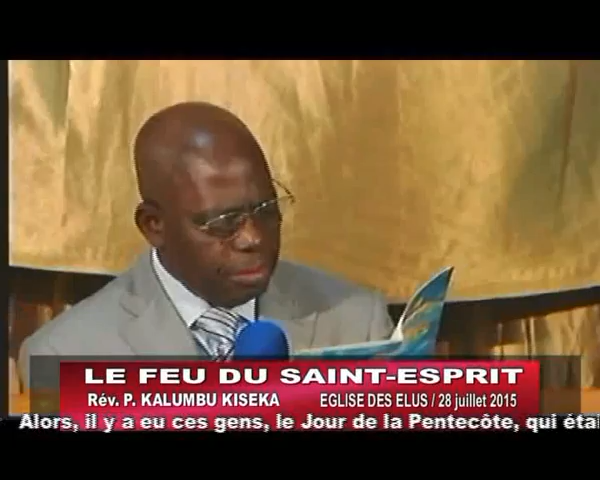 LE FEU DU SAINT-ESPRIT
Rév. P. KALUMBU KISEKA EGLISE DES ELUS / 28 juillet 2015
Alors, il y a eu ces gens, le Jour de la Pentecôte, qui étai